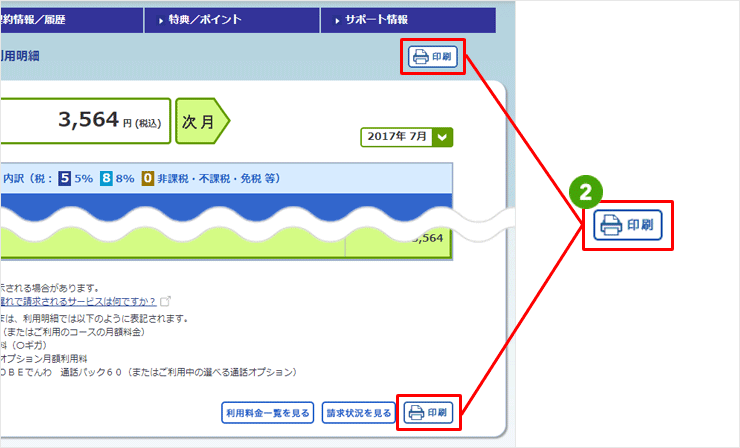 約情報／履歴
特典／ポイント
サポート情報
用明細
印刷
3,564 円 (税込)
次月
2017年 7月
内訳（税： 5 5% 8 8% 0 非課税・不課税・免税 等）
2
印刷
,564
示される場合があります。
遅れて請求されるサービスは何ですか？
は、利用明細では以下のように表記されます。
（またはご利用のコースの月額料金）
料（○ギガ）
オプション月額利用料
ＯＢＥでんわ　通話パック６０（またはご利用中の選べる通話オプション）
利用料金一覧を見る
請求状況を見る
印刷